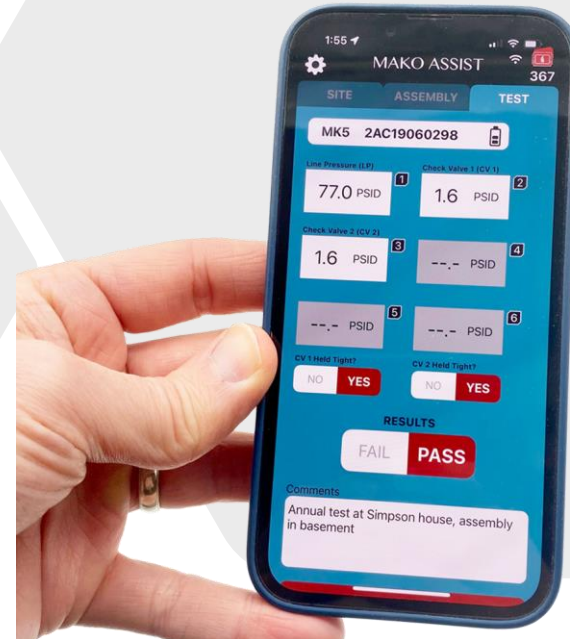 1:55
MAKO ASSIST
367
SITE ASSEMBLY TEST
MK5 2AC19060298
Line Pressure (LP) Check Valve 1 (CV 1)
77.0 PSID 1 1.6 PSID 2
Check Valve 2 (CV 2)
1.6 PSID 3 --.- PSID 4
--.- PSID 5 --.- PSID 6
CV 1 Held Tight? CV 2 Held Tight?
NO YES NO YES
RESULTS
FAIL PASS
Comments
Annual test at Simpson house, assembly
in basement